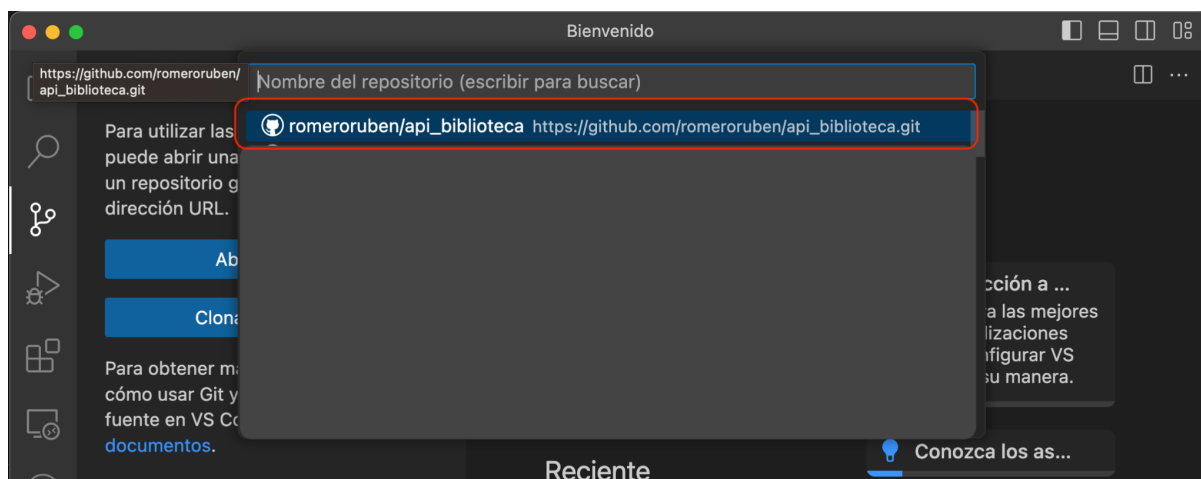 Bienvenido
https://github.com/romeroruben/
api_biblioteca.git
Nombre del repositorio (escribir para buscar)
romeroruben/api_biblioteca https://github.com/romeroruben/api_biblioteca.git
Para utilizar las
puede abrir una
un repositorio g
dirección URL.
Ab
Clona
Para obtener m
cómo usar Git y
fuente en VS Co
documentos.
cción a ...
a las mejores
lizaciones
nfigurar VS
su manera.
Conozca los as...
Reciente